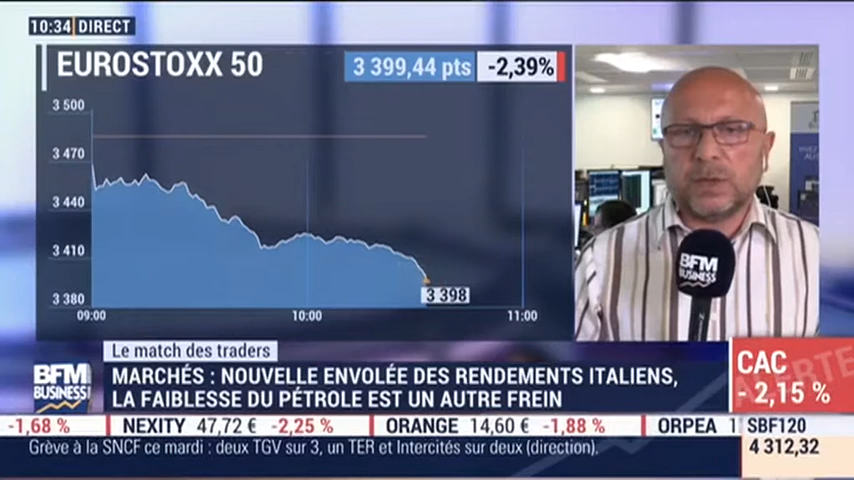 10:34 DIRECT
EUROSTOXX 50 3 399,44 pts -2,39%
3 500
3 470
3 440
3 410
3 380
3 398
09:00 10:00 11:00
BFM
BUSINESS
Le match des traders
BFM
BUSINESS
MARCHÉS : NOUVELLE ENVOLÉE DES RENDEMENTS ITALIENS,
LA FAIBLESSE DU PÉTROLE EST UN AUTRE FREIN
ALERTE
CAC
- 2,15 %
-1,68 % NEXITY 47,72 € -2,25 % ORANGE 14,60 € -1,88 % ORPEA 1
SBF120
4 312,32
Grève à la SNCF ce mardi : deux TGV sur 3, un TER et Intercités sur deux (direction).